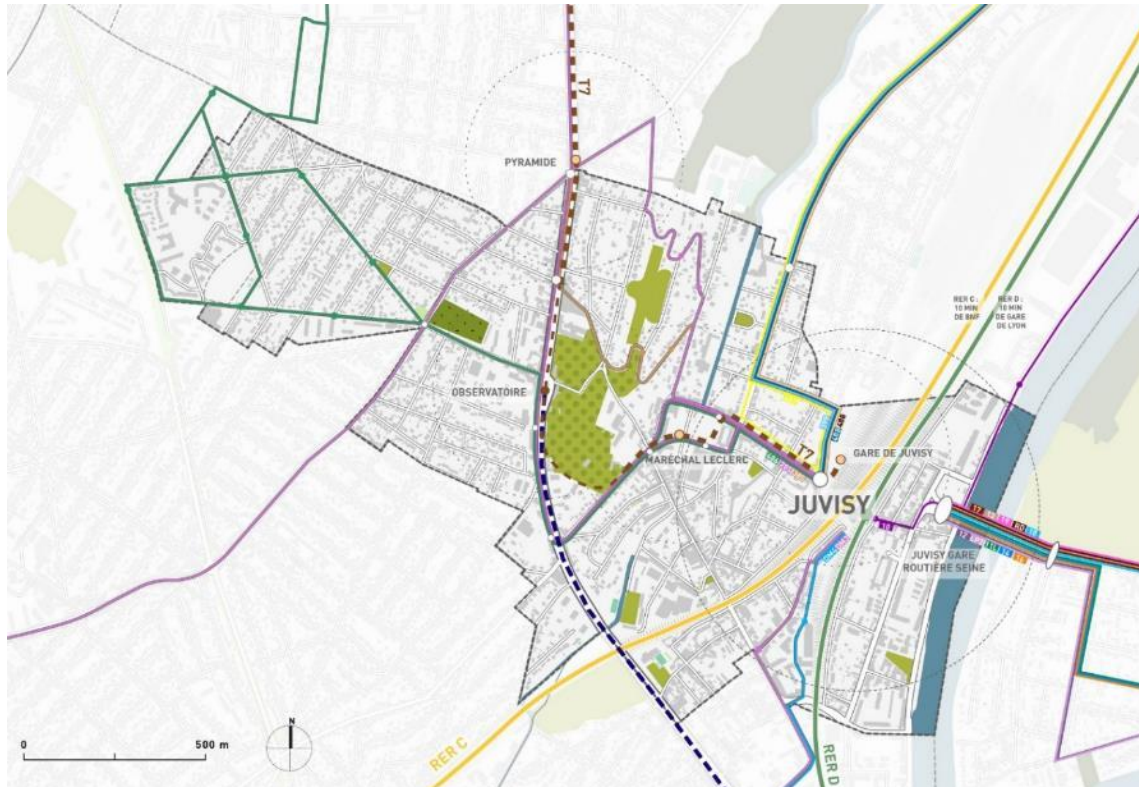 T7
PYRAMIDE
RER C :
10 MIN
DE BNF
RER D :
18 MIN
DE GARE
DE LYON
OBSERVATOIRE
MARÉCHAL LECLERC
T7
GARE DE JUVISY
JUVISY
JUVISY GARE
ROUTIÈRE SEINE
RER C
RER D
N
0 500 m